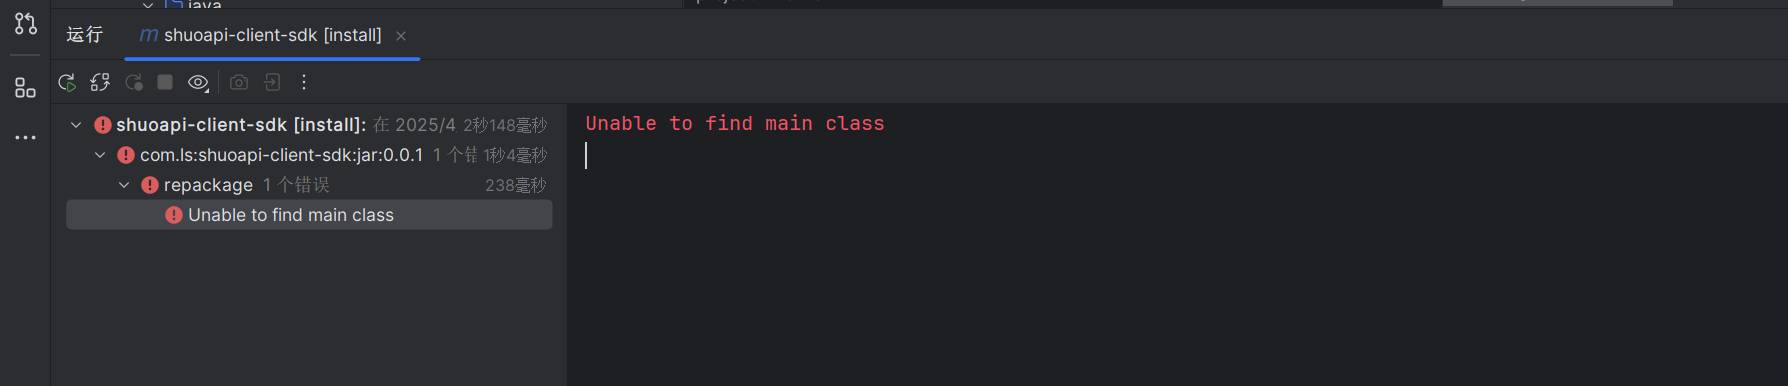 java
运行 shuoapi-client-sdk [install]
shuoapi-client-sdk [install]: 在 2025/4 2秒148毫秒
com.ls:shuoapi-client-sdk:jar:0.0.1 1 个错 1秒4毫秒
repackage 1 个错误 238毫秒
Unable to find main class
Unable to find main class